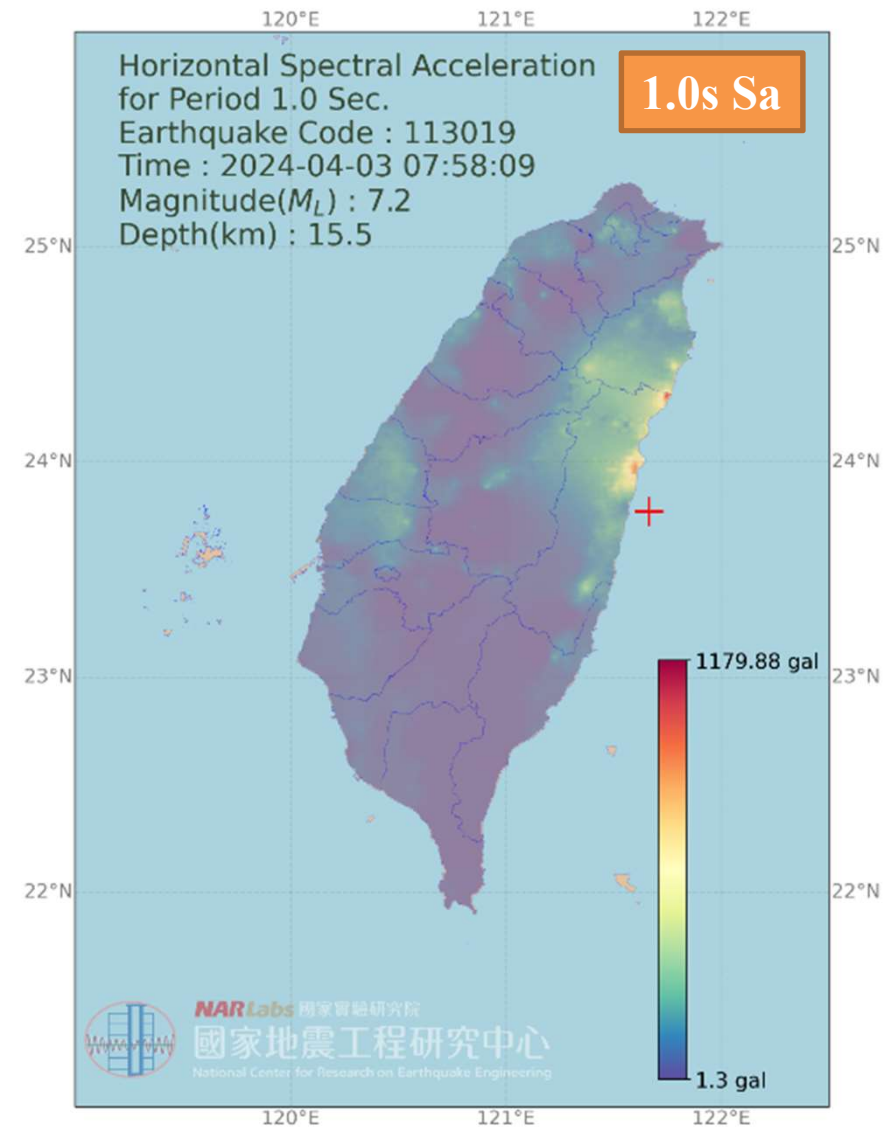 120°E 121°E 122°E
Horizontal Spectral Acceleration
for Period 1.0 Sec.
Earthquake Code : 113019
Time : 2024-04-03 07:58:09
Magnitude(M_L) : 7.2
Depth(km) : 15.5
1.0s Sa
25°N 25°N
24°N 24°N
23°N 23°N
22°N 22°N
1179.88 gal
1.3 gal
NARLabs 國家實驗研究院
國家地震工程研究中心
National Center for Research on Earthquake Engineering
120°E 121°E 122°E